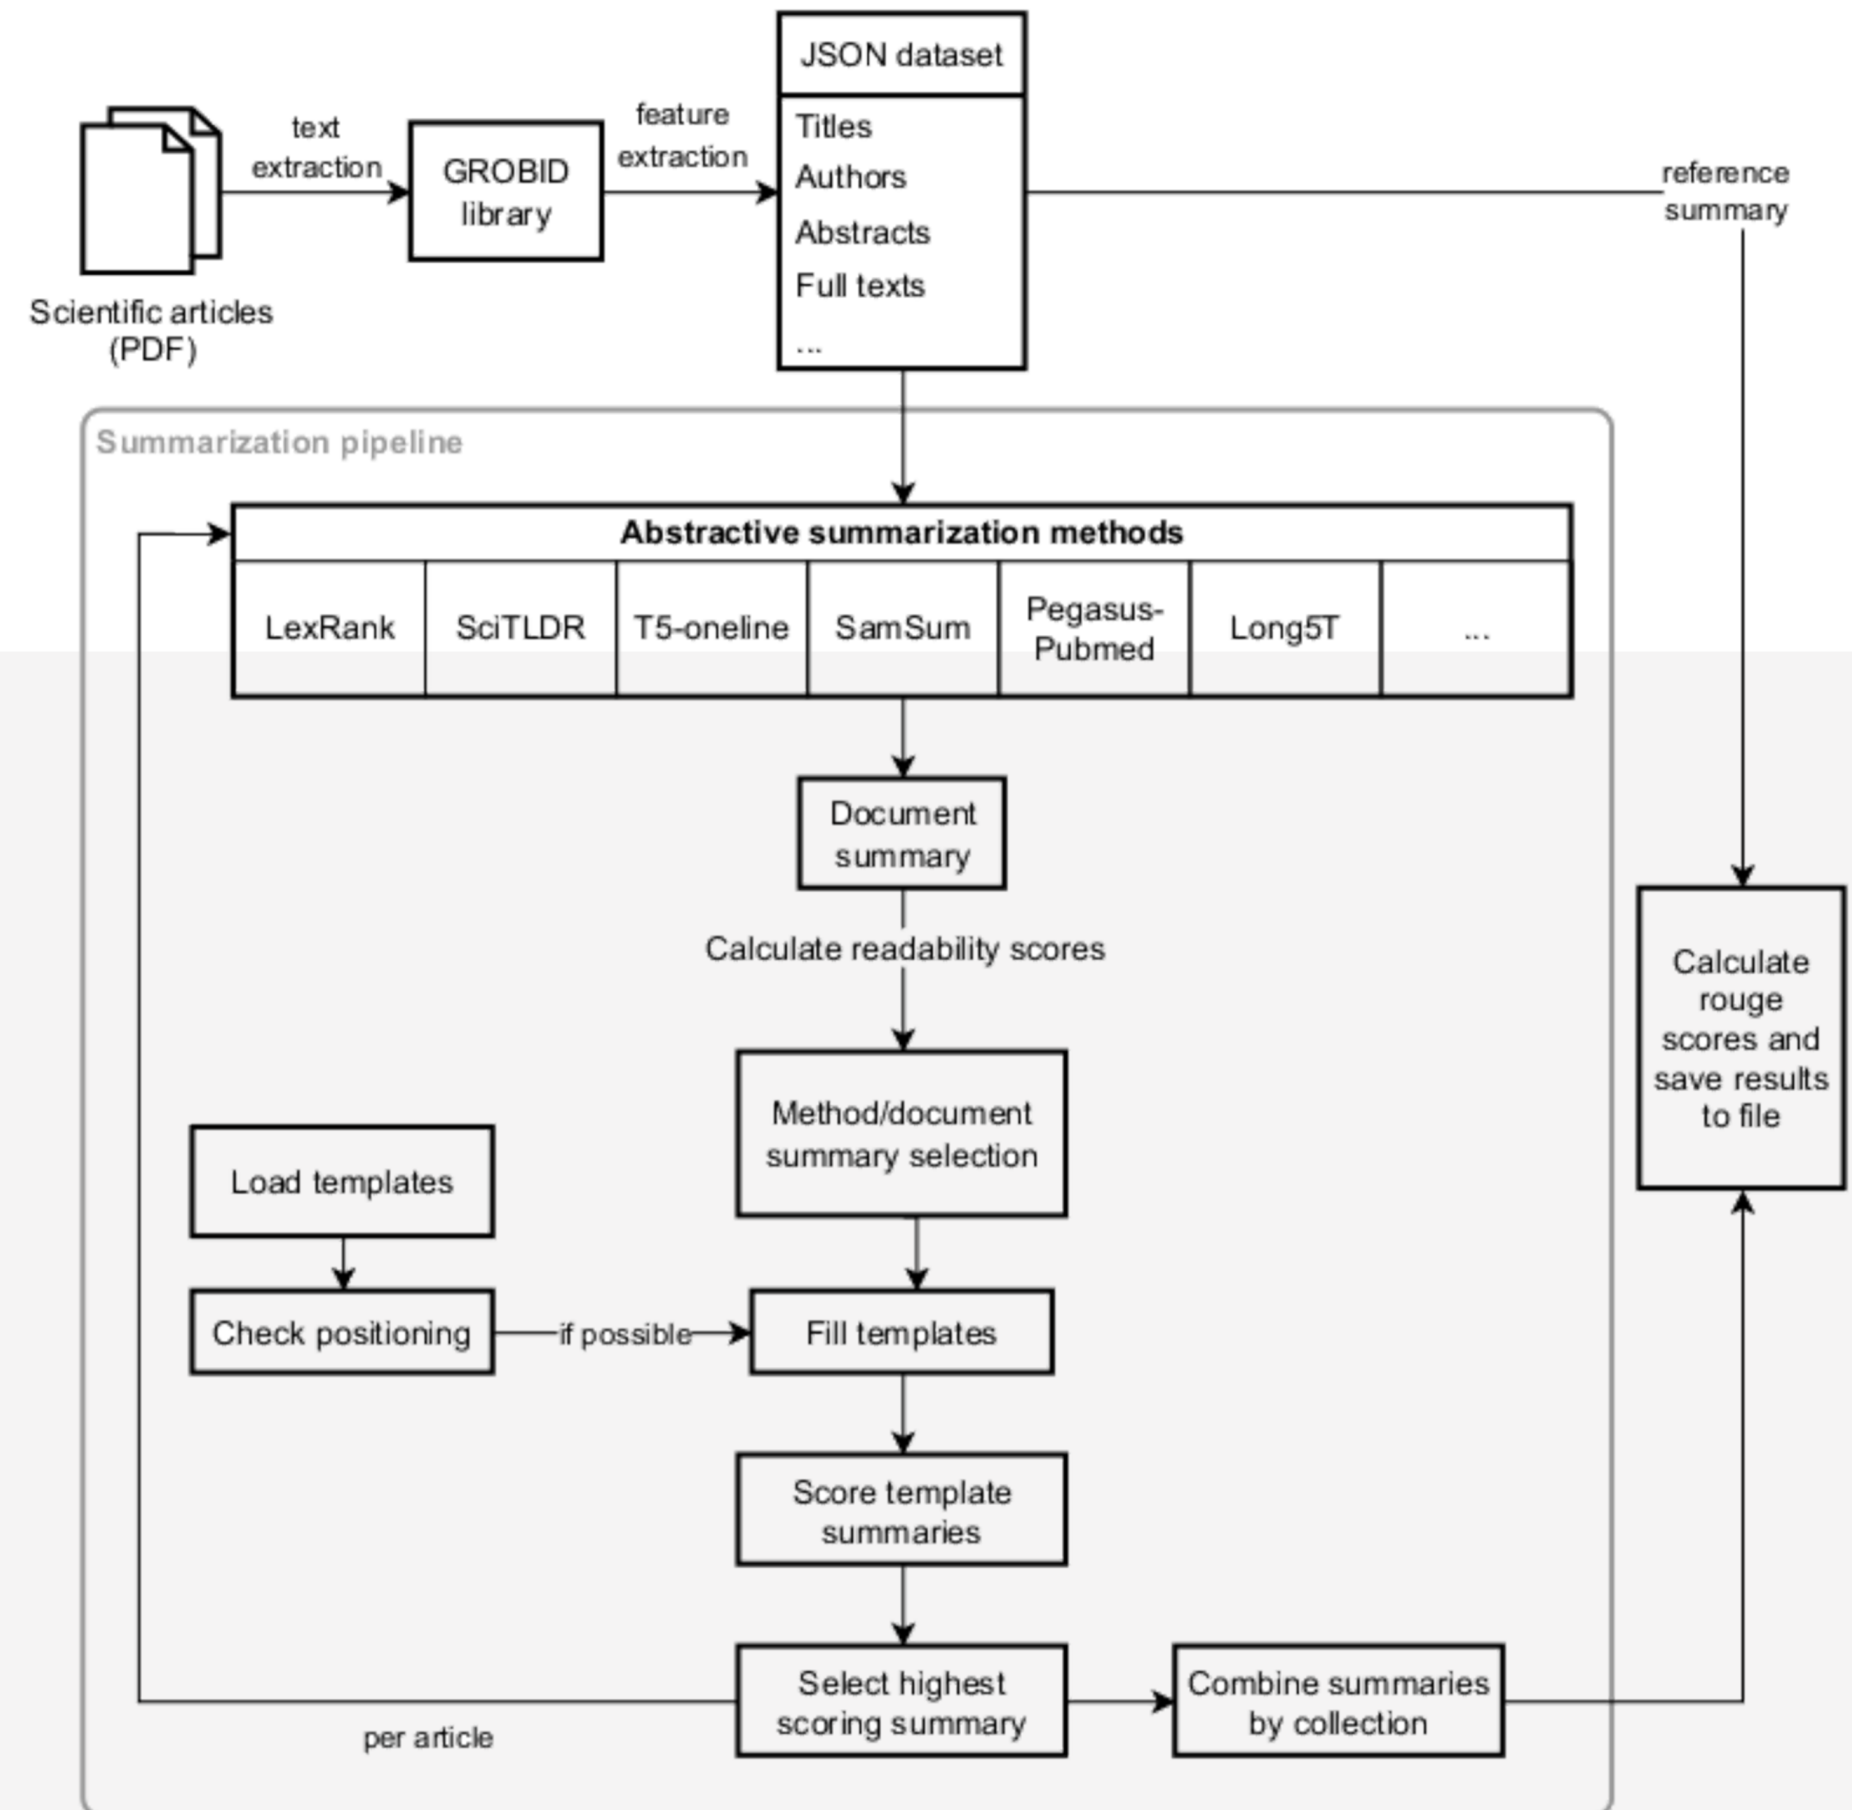 JSON dataset
text
extraction
GROBID
library
feature
extraction
Titles
Authors
Abstracts
Full texts
...
reference
summary
Scientific articles
(PDF)
Summarization pipeline
Abstractive summarization methods
LexRank
SciTLDR
T5-oneline
SamSum
Pegasus-
Pubmed
Long5T
...
Document
summary
Calculate readability scores
Calculate
rouge
scores and
save results
to file
Method/document
summary selection
Load templates
Check positioning
if possible
Fill templates
Score template
summaries
Select highest
scoring summary
Combine summaries
by collection
per article